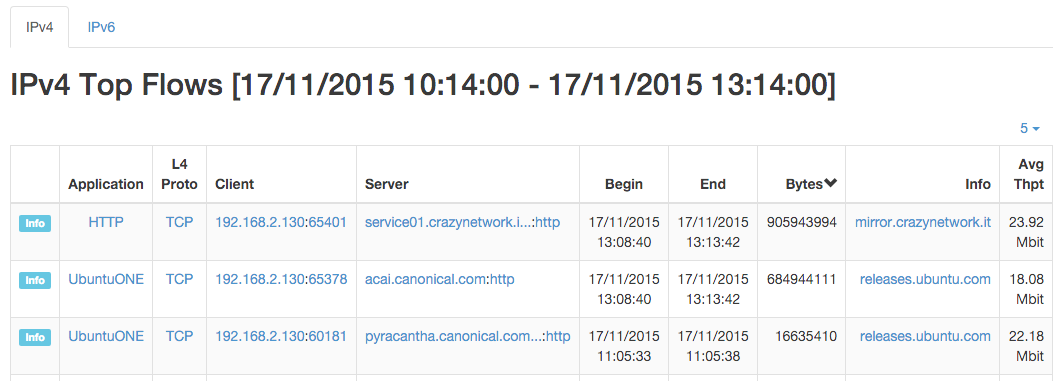 IPv4 IPv6
IPv4 Top Flows [17/11/2015 10:14:00 - 17/11/2015 13:14:00]
5
Application L4 Proto Client Server Begin End Bytes Info Avg Thpt
Info HTTP TCP 192.168.2.130:65401 service01.crazynetwork.i...:http 17/11/2015 13:08:40 17/11/2015 13:13:42 905943994 mirror.crazynetwork.it 23.92 Mbit
Info UbuntuONE TCP 192.168.2.130:65378 acai.canonical.com:http 17/11/2015 13:08:40 17/11/2015 13:13:42 684944111 releases.ubuntu.com 18.08 Mbit
Info UbuntuONE TCP 192.168.2.130:60181 pyracantha.canonical.com...:http 17/11/2015 11:05:33 17/11/2015 11:05:38 16635410 releases.ubuntu.com 22.18 Mbit